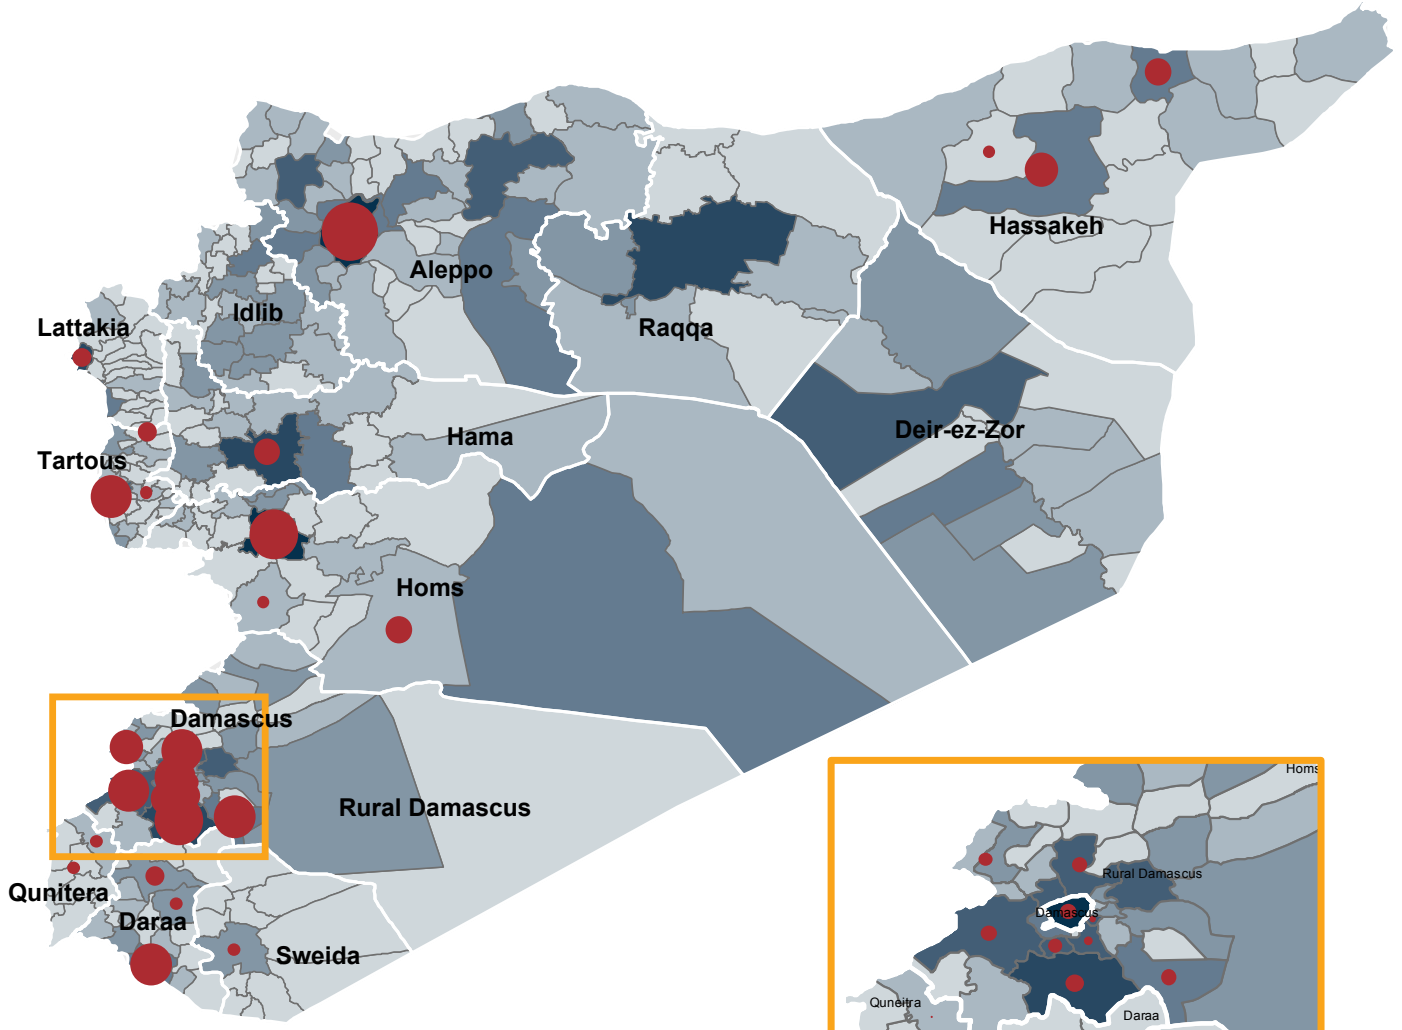 Hassakeh
Aleppo
Idlib
Lattakia
Raqqa
Deir-ez-Zor
Hama
Tartous
Homs
Damascus
Rural Damascus
Qunitera
Daraa
Sweida
Homs
Rural Damascus
Damascus
Quneitra
Daraa